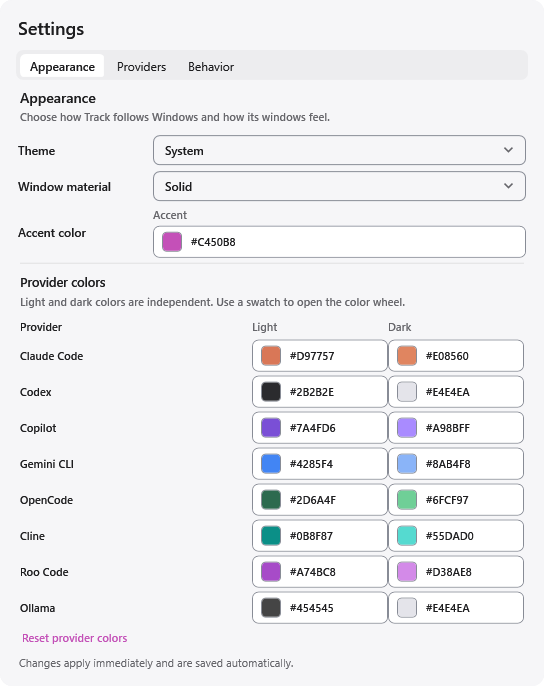 Settings
Appearance Providers Behavior
Appearance
Choose how Track follows Windows and how its windows feel.
Theme System
Window material Solid
Accent
Accent color #C450B8
Provider colors
Light and dark colors are independent. Use a swatch to open the color wheel.
Provider Light Dark
Claude Code #D97757 #E08560
Codex #2B2B2E #E4E4EA
Copilot #7A4FD6 #A98BFF
Gemini CLI #4285F4 #8AB4F8
OpenCode #2D6A4F #6FCF97
Cline #0B8F87 #55DAD0
Roo Code #A74BC8 #D38AE8
Ollama #454545 #E4E4EA
Reset provider colors
Changes apply immediately and are saved automatically.